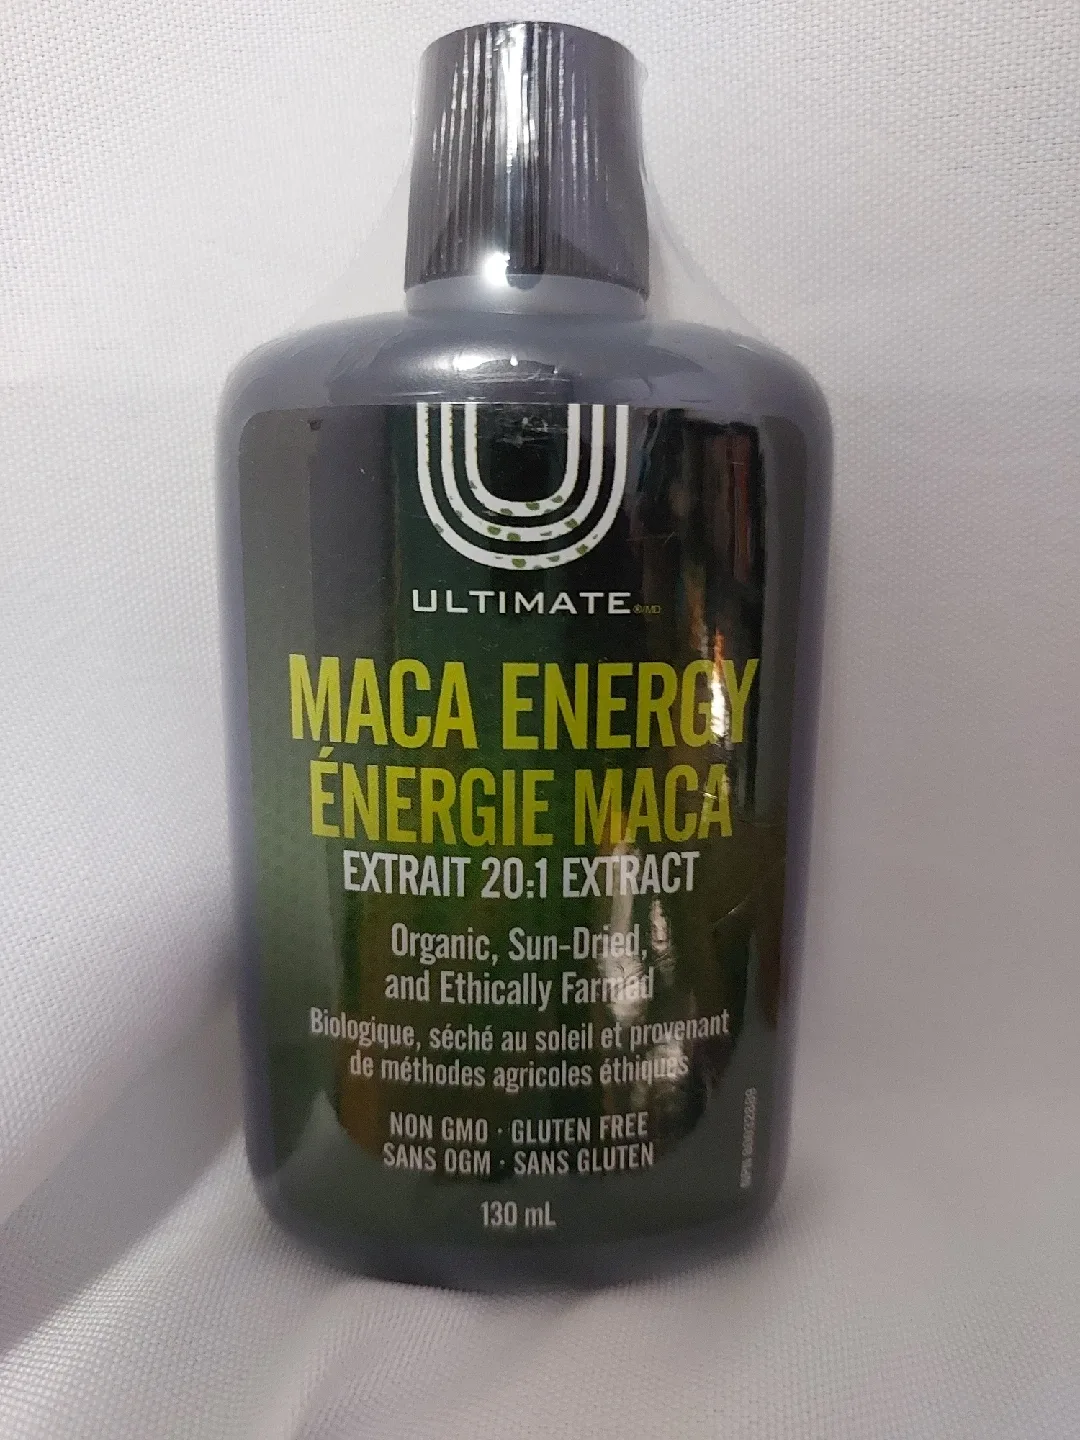 ULTIMATE®/MD
MACA ENERGY
ÉNERGIE MACA
EXTRAIT 20:1 EXTRACT
Organic, Sun-Dried,
and Ethically Farmed
Biologique, séché au soleil et provenant
de méthodes agricoles éthiques
NON GMO · GLUTEN FREE
SANS OGM · SANS GLUTEN
130 mL